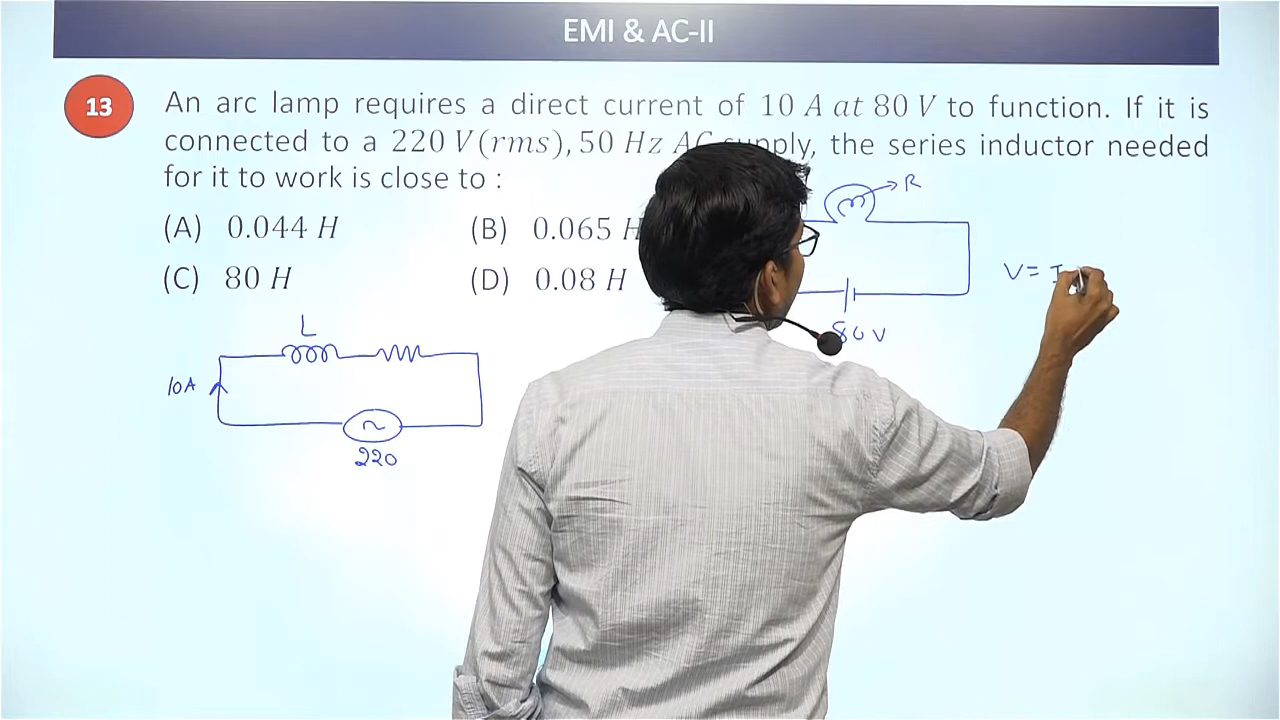 EMI & AC-II
13
An arc lamp requires a direct current of 10 A at 80 V to function. If it is
connected to a 220 V(rms), 50 Hz AC supply, the series inductor needed
for it to work is close to :
(A) 0.044 H (B) 0.065 H
(C) 80 H (D) 0.08 H
R
V= I
80 V
L
10A
~
220